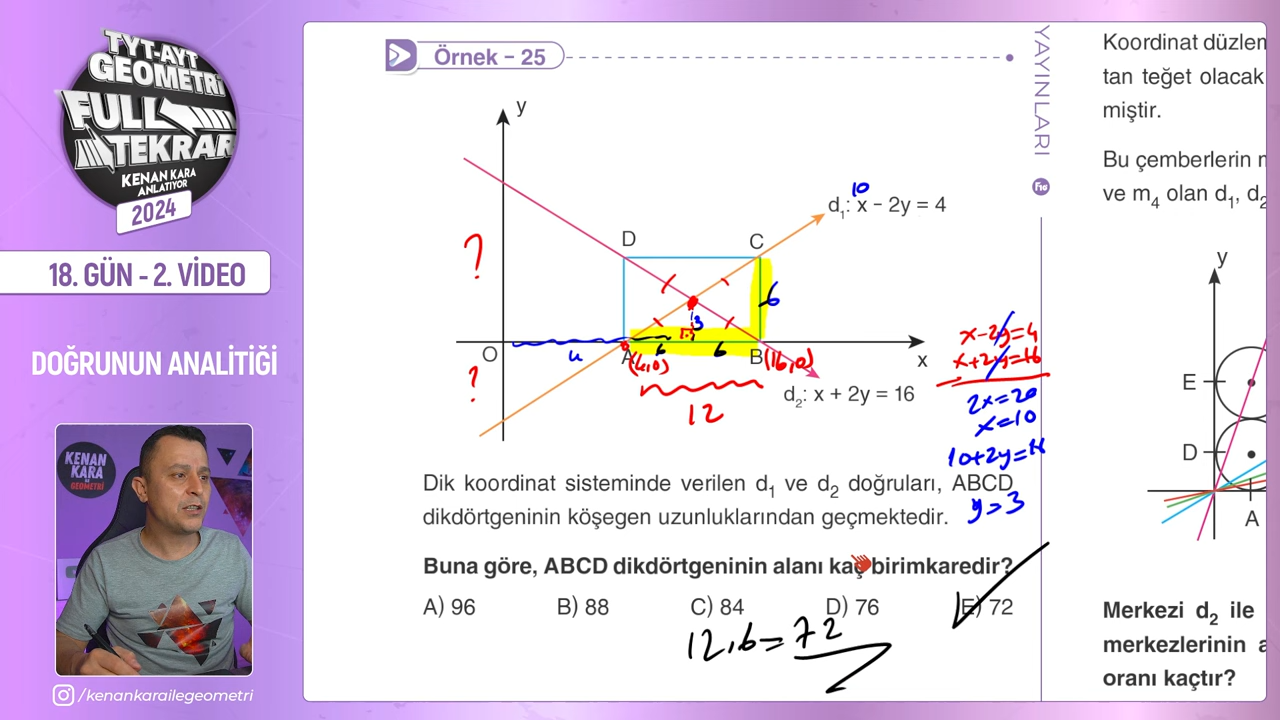 TYT-AYT
GEOMETRİ
FULL
TEKRAR
KENAN KARA
ANLATIYOR
2024
18. GÜN - 2. VİDEO
DOĞRUNUN ANALİTİĞİ
KENAN
KARA
GEOMETRİ
/kenankarailegeometri
Örnek - 25
y
10
d₁: x - 2y = 4
D
C
?
6
3
O
4
A
6
6
B
x
(4,0)
(16,0)
?
12
d₂: x + 2y = 16
x-2y=4
x+2y=16
2x=20
x=10
10+2y=16
y=3
Dik koordinat sisteminde verilen d₁ ve d₂ doğruları, ABCD
dikdörtgeninin köşegen uzunluklarından geçmektedir.
Buna göre, ABCD dikdörtgeninin alanı kaç birimkaredir?
A) 96 B) 88 C) 84 D) 76 E) 72
12.6=72
YAYINLARI
Koordinat düzlem
tan teğet olacak
miştir.
Bu çemberlerin
ve m₄ olan d₁, d₂
y
E
D
A
Merkezi d₂ ile
merkezlerinin
oranı kaçtır?